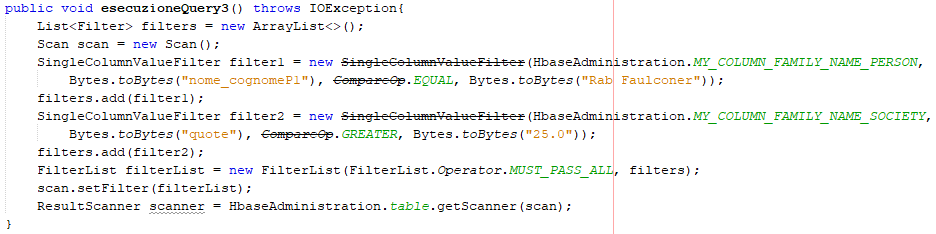 public void esecuzioneQuery3() throws IOException{
List<Filter> filters = new ArrayList<>();
Scan scan = new Scan();
SingleColumnValueFilter filter1 = new SingleColumnValueFilter(HbaseAdministration.MY_COLUMN_FAMILY_NAME_PERSON,
Bytes.toBytes("nome_cognomeP1"), CompareOp.EQUAL, Bytes.toBytes("Rab Faulconer"));
filters.add(filter1);
SingleColumnValueFilter filter2 = new SingleColumnValueFilter(HbaseAdministration.MY_COLUMN_FAMILY_NAME_SOCIETY,
Bytes.toBytes("quote"), CompareOp.GREATER, Bytes.toBytes("25.0"));
filters.add(filter2);
FilterList filterList = new FilterList(FilterList.Operator.MUST_PASS_ALL, filters);
scan.setFilter(filterList);
ResultScanner scanner = HbaseAdministration.table.getScanner(scan);
}